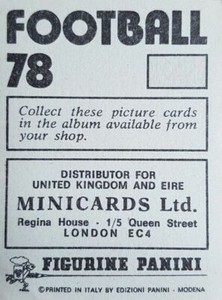 FOOTBALL
78
Collect these picture cards
in the album available from
your shop.
DISTRIBUTOR FOR
UNITED KINGDOM AND EIRE
MINICARDS Ltd.
Regina House - 1/5 Queen Street
LONDON EC4
FIGURINE PANINI
©PRINTED IN ITALY BY EDIZIONI PANINI - MODENA